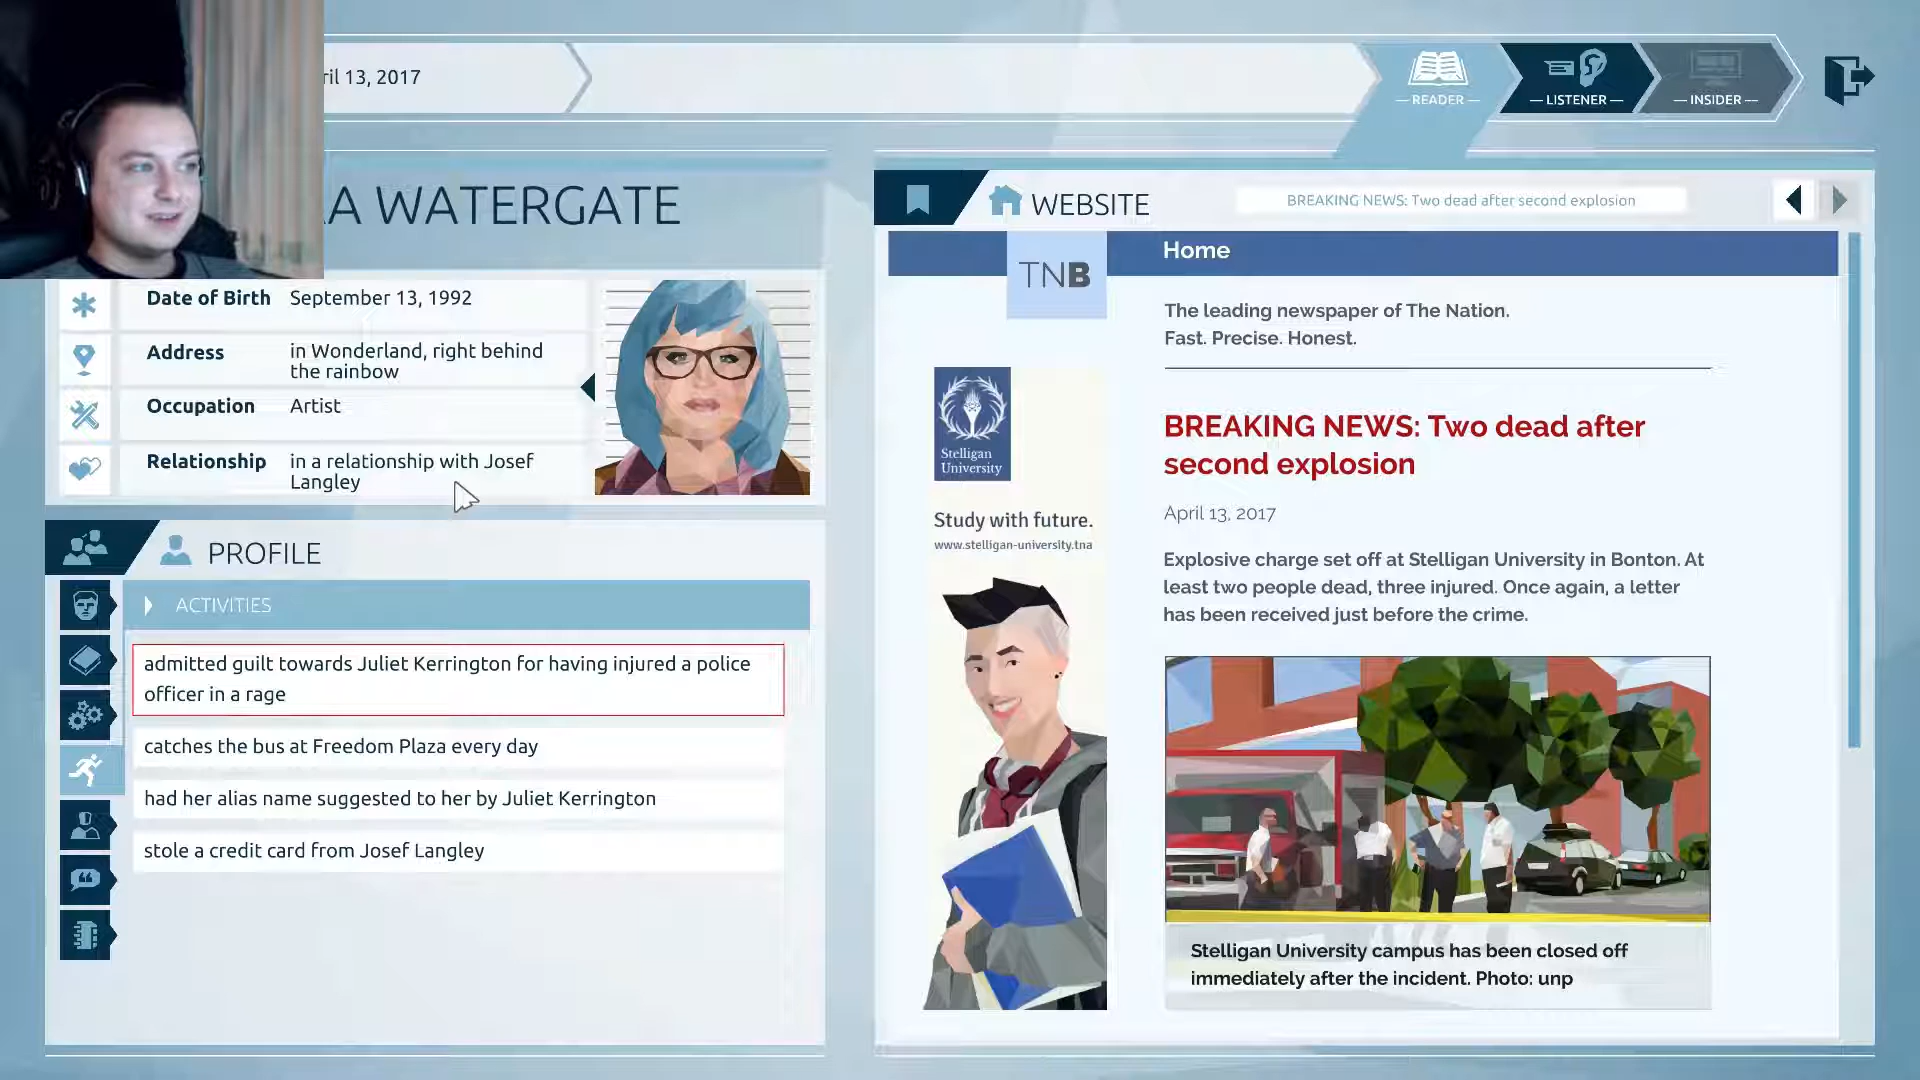 ril 13, 2017
READER
LISTENER
INSIDER
A WATERGATE
Date of Birth September 13, 1992
Address in Wonderland, right behind
the rainbow
Occupation Artist
Relationship in a relationship with Josef
Langley
PROFILE
ACTIVITIES
admitted guilt towards Juliet Kerrington for having injured a police
officer in a rage
catches the bus at Freedom Plaza every day
had her alias name suggested to her by Juliet Kerrington
stole a credit card from Josef Langley
WEBSITE
BREAKING NEWS: Two dead after second explosion
TNB
Home
The leading newspaper of The Nation.
Fast. Precise. Honest.
Stelligan
University
Study with future.
www.stelligan-university.tna
BREAKING NEWS: Two dead after
second explosion
April 13, 2017
Explosive charge set off at Stelligan University in Bonton. At
least two people dead, three injured. Once again, a letter
has been received just before the crime.
Stelligan University campus has been closed off
immediately after the incident. Photo: unp